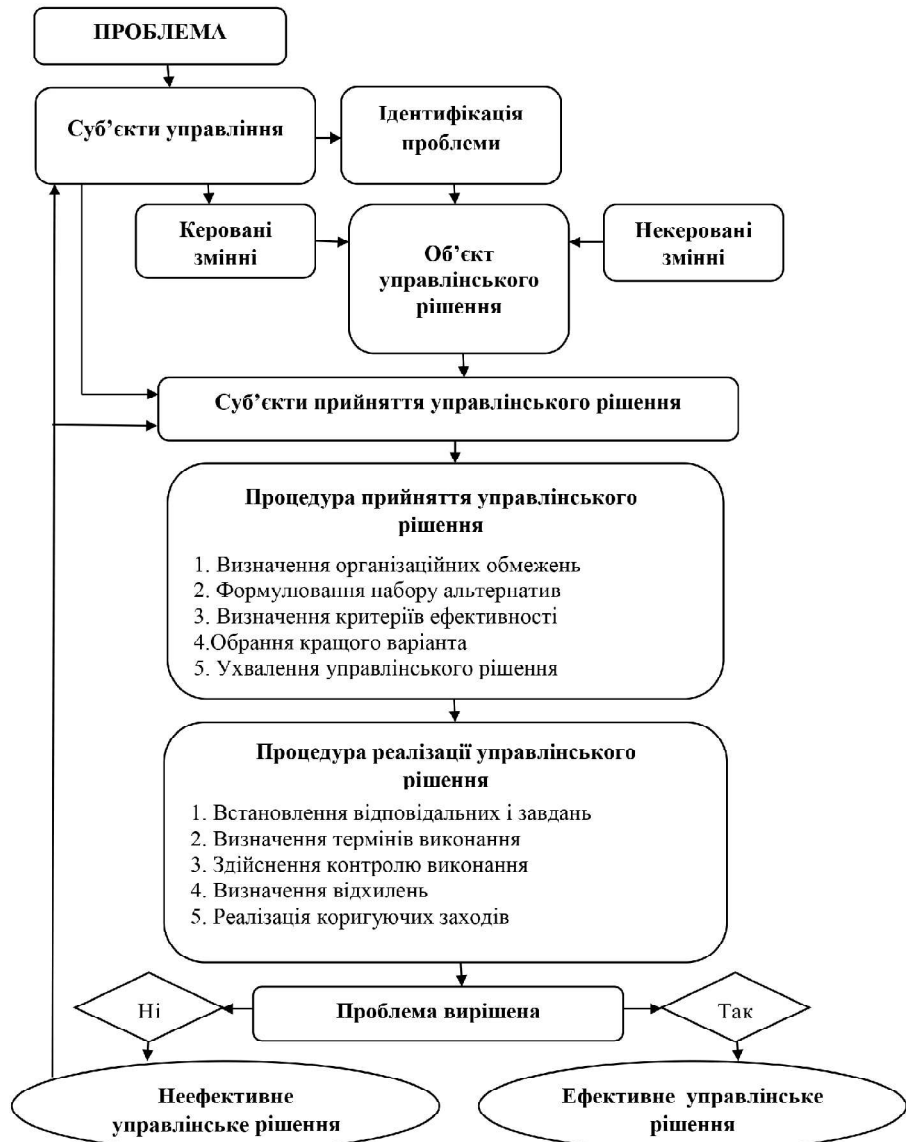 ПРОБЛЕМА
Суб’єкти управління
Ідентифікація
проблеми
Керовані
змінні
Об’єкт
управлінського
рішення
Некеровані
змінні
Суб’єкти прийняття управлінського рішення
Процедура прийняття управлінського
рішення
1. Визначення організаційних обмежень
2. Формулювання набору альтернатив
3. Визначення критеріїв ефективності
4.Обрання кращого варіанта
5. Ухвалення управлінського рішення
Процедура реалізації управлінського
рішення
1. Встановлення відповідальних і завдань
2. Визначення термінів виконання
3. Здійснення контролю виконання
4. Визначення відхилень
5. Реалізація коригуючих заходів
Ні
Проблема вирішена
Так
Неефективне
управлінське рішення
Ефективне управлінське
рішення